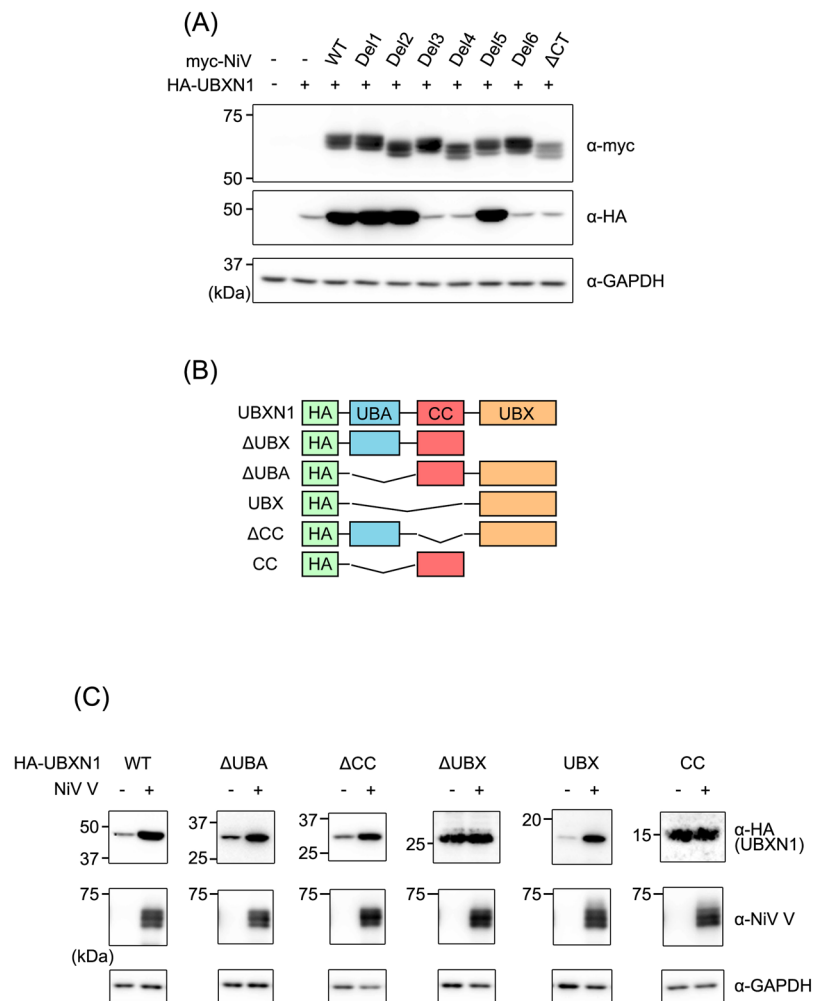 (A)
myc-NiV - - WT Del1 Del2 Del3 Del4 Del5 Del6 ΔCT
HA-UBXN1 - + + + + + + + + +
75
α-myc
50
50
α-HA
37
(kDa)
α-GAPDH
(B)
UBXN1 HA UBA CC UBX
ΔUBX HA
ΔUBA HA
UBX HA
ΔCC HA
CC HA
(C)
HA-UBXN1 WT ΔUBA ΔCC ΔUBX UBX CC
NiV V - + - + - + - + - + - +
50 37 37 20
15 α-HA
25 (UBXN1)
37 25 25
75 75 75 75 75 75
α-NiV V
(kDa)
α-GAPDH